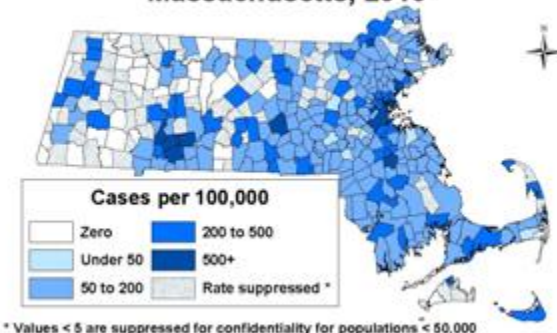 Cases per 100,000
Zero
200 to 500
Under 50
500+
50 to 200
Rate suppressed *
* Values < 5 are suppressed for confidentiality for populations < 50,000